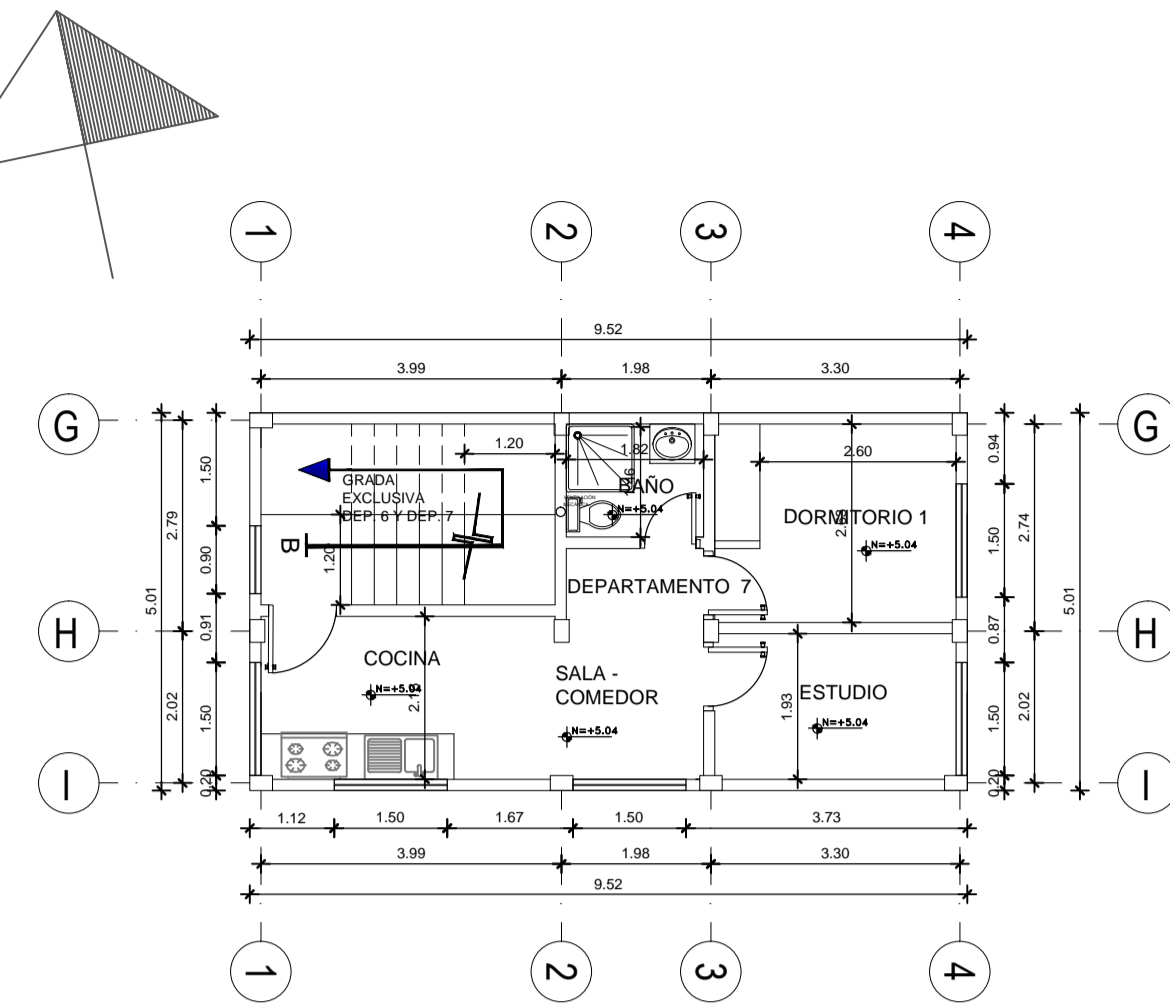 1
2
3
4
9.52
3.99
1.98
3.30
G
G
1.50
0.94
1.20
1.82
2.60
GRADA
EXCLUSIVA
DEP. 6 Y DEP. 7
BAÑO
N=+5.04
DORMITORIO 1
N=+5.04
2.79
1.50
2.74
B
0.90
1.20
5.01
5.01
DEPARTAMENTO 7
H
H
0.91
0.87
COCINA
N=+5.04
SALA -
COMEDOR
N=+5.04
ESTUDIO
N=+5.04
1.93
2.02
1.50
1.50
2.02
I
I
0.20
0.20
1.12
1.50
1.67
1.50
3.73
3.99
1.98
3.30
9.52
1
2
3
4